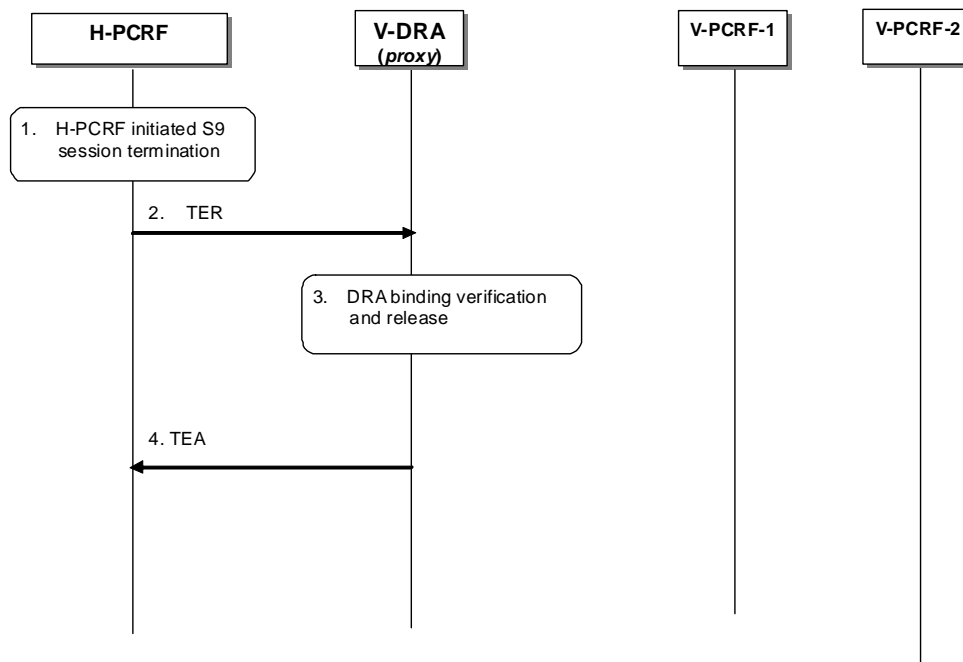 H-PCRF
V-DRA
(proxy)
V-PCRF-1
V-PCRF-2
1. H-PCRF initiated S9
session termination
2. TER
3. DRA binding verification
and release
4. TEA